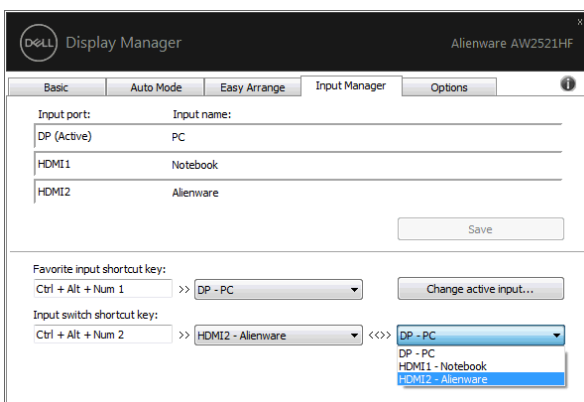 x
DELL Display Manager Alienware AW2521HF
Basic Auto Mode Easy Arrange Input Manager Options i
Input port: Input name:
DP (Active) PC
HDMI1 Notebook
HDMI2 Alienware
Save
Favorite input shortcut key:
Ctrl + Alt + Num 1 >> DP - PC Change active input...
Input switch shortcut key:
Ctrl + Alt + Num 2 >> HDMI2 - Alienware <<>> DP - PC
DP - PC
HDMI1 - Notebook
HDMI2 - Alienware